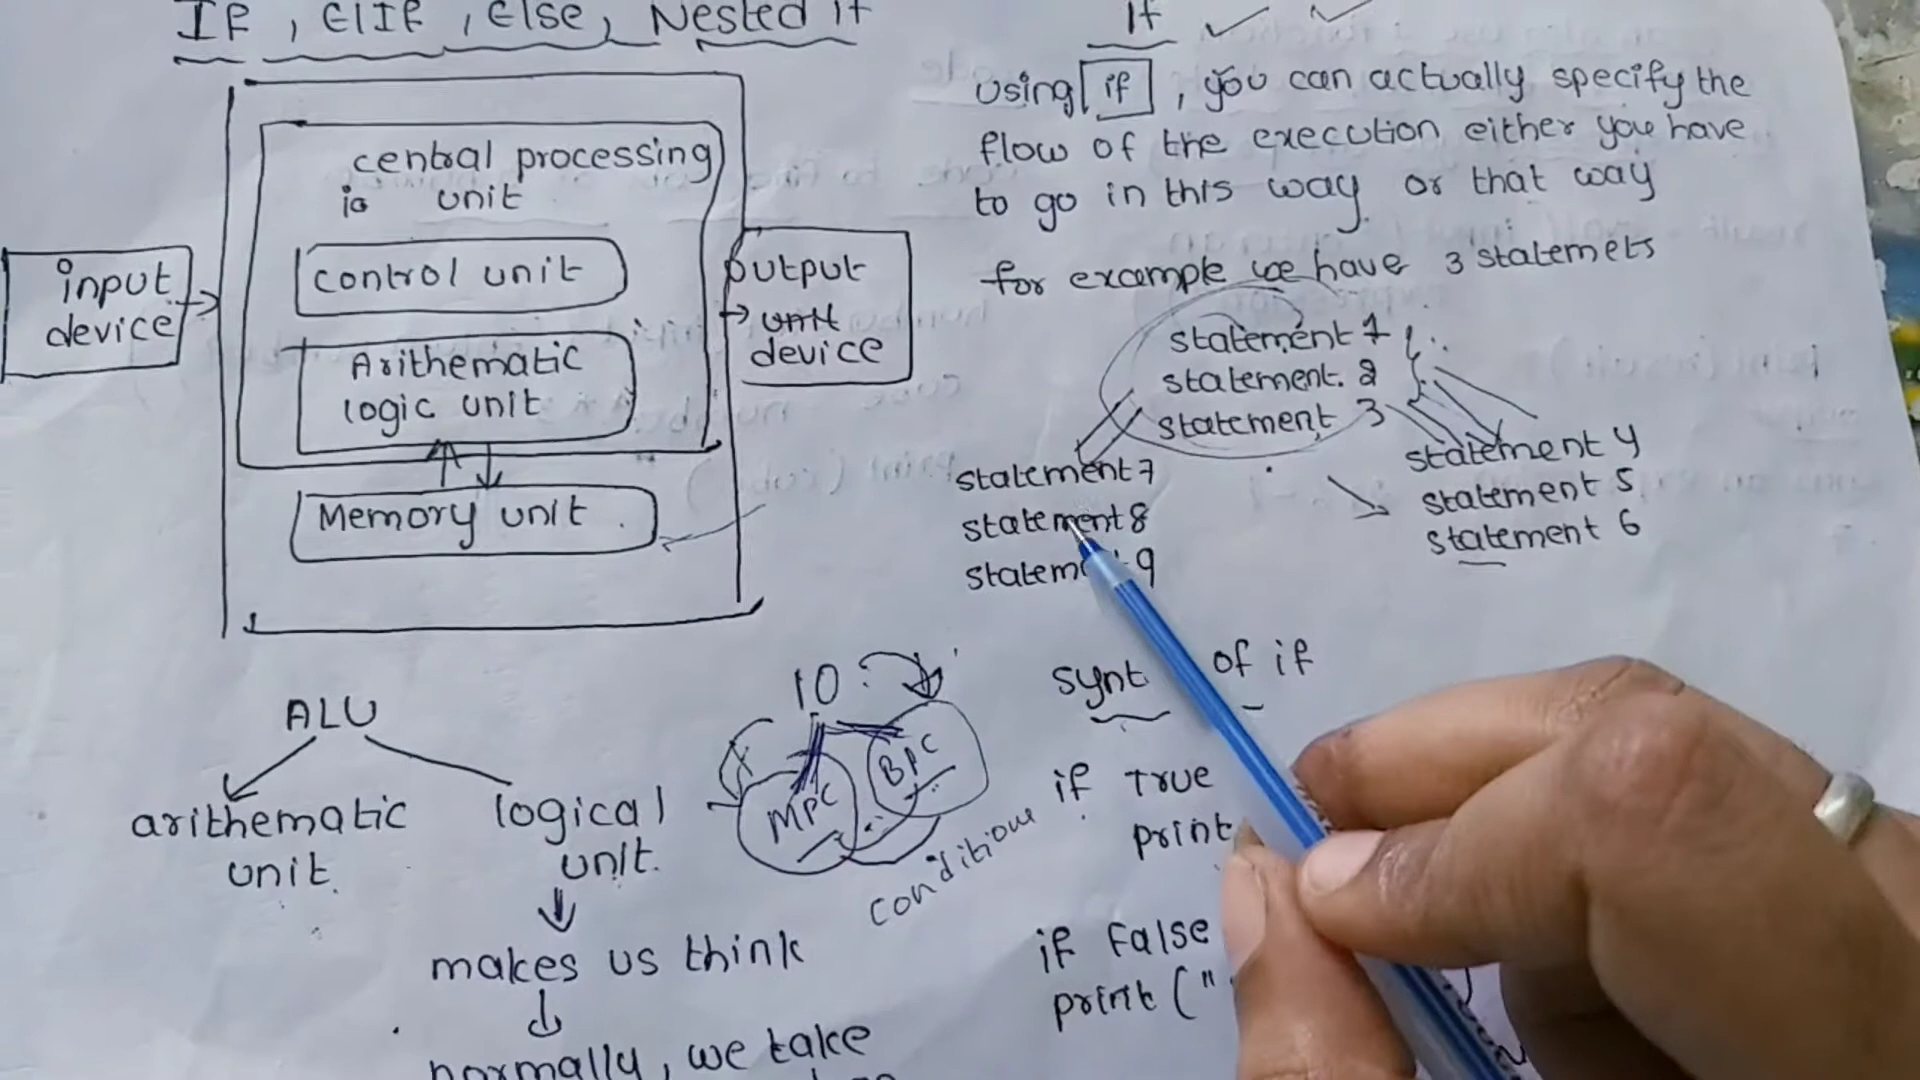 If, ElIf, Else, Nested if
central processing
unit
control unit
input
device
Arithematic
logic unit
Memory unit
output
unit
device
ALU
arithematic
unit.
logical
unit.
makes us think
normally, we take
10
MPC
BPC
conditions
If
using if, you can actually specify the
flow of the execution either you have
to go in this way or that way
for example we have 3 statemets
statement 1
statement. 2
statement 3
statement 7
statement 8
statem 9
statement 4
statement 5
statement 6
synt of if
if True
print
if False
print ("